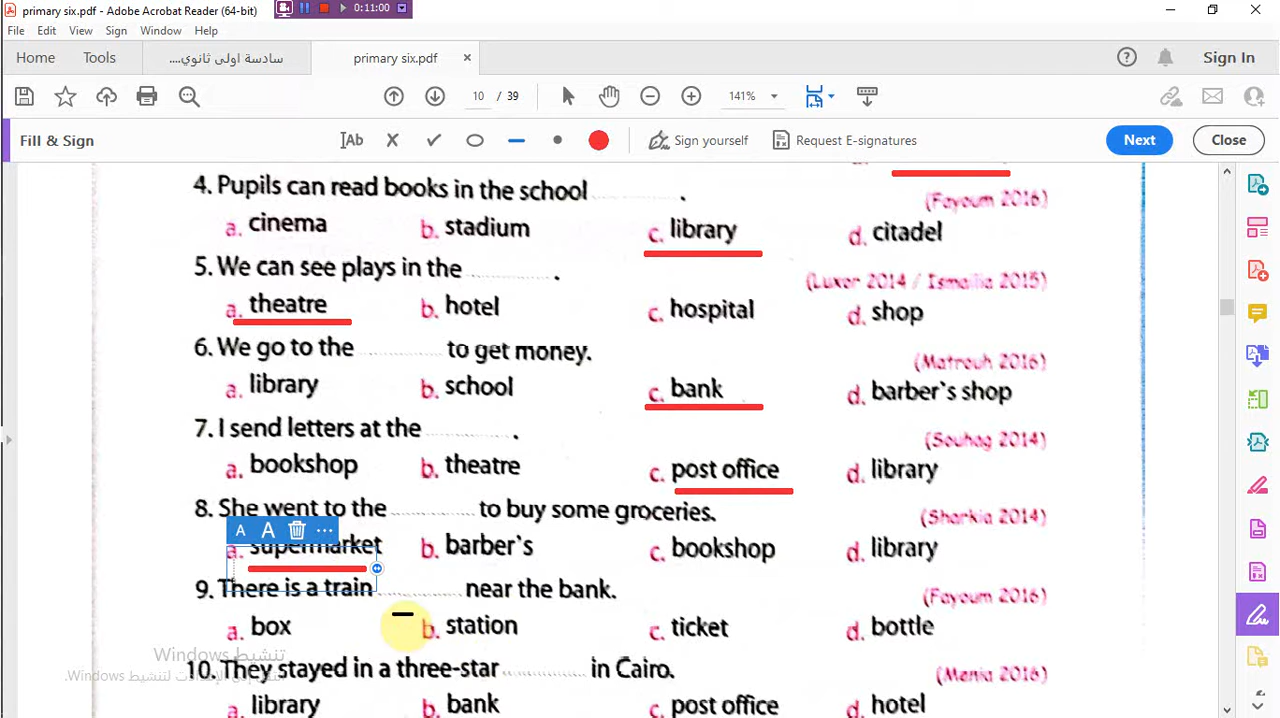 primary six.pdf - Adobe Acrobat Reader (64-bit)
0:11:00
File Edit View Sign Window Help
Home Tools سادسة اولى ثانوي.... primary six.pdf × Sign In
10 / 39 141%
Fill & Sign Ab Sign yourself Request E-signatures Next Close
4. Pupils can read books in the school .................. . (Fayoum 2016)
a. cinema b. stadium c. library d. citadel
5. We can see plays in the .................. . (Luxor 2014 / Ismailia 2015)
a. theatre b. hotel c. hospital d. shop
6. We go to the .................. to get money. (Matrouh 2016)
a. library b. school c. bank d. barber's shop
7. I send letters at the .................. . (Souhag 2014)
a. bookshop b. theatre c. post office d. library
8. She went to the .................. to buy some groceries. (Sharkia 2014)
A A ...
a. supermarket b. barber's c. bookshop d. library
9. There is a train .................. near the bank. (Fayoum 2016)
a. box b. station c. ticket d. bottle
تنشيط Windows
10. They stayed in a three-star .................. in Cairo. (Menia 2016)
a. library b. bank c. post office d. hotel